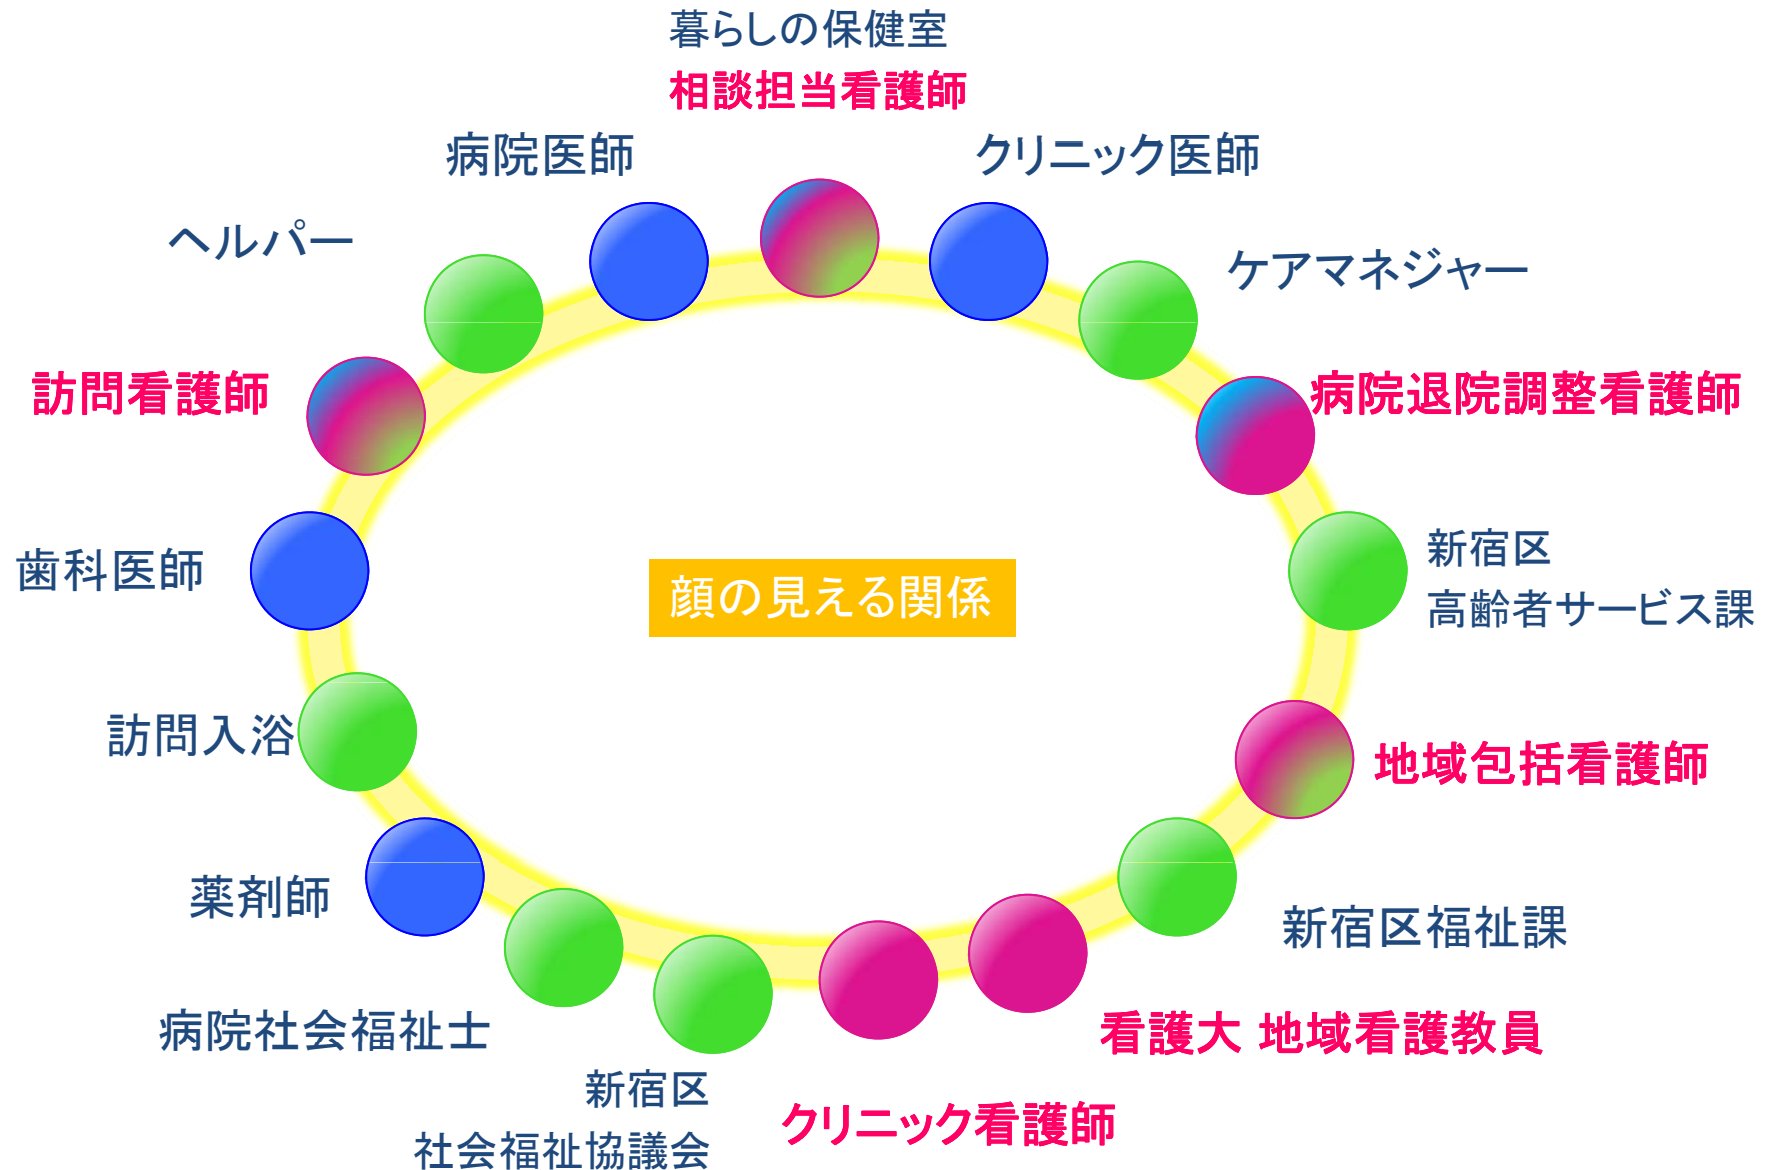 暮らしの保健室
相談担当看護師
病院医師
クリニック医師
ヘルパー
ケアマネジャー
訪問看護師
病院退院調整看護師
歯科医師
新宿区
高齢者サービス課
顔の見える関係
訪問入浴
地域包括看護師
薬剤師
新宿区福祉課
病院社会福祉士
看護大 地域看護教員
新宿区
社会福祉協議会
クリニック看護師